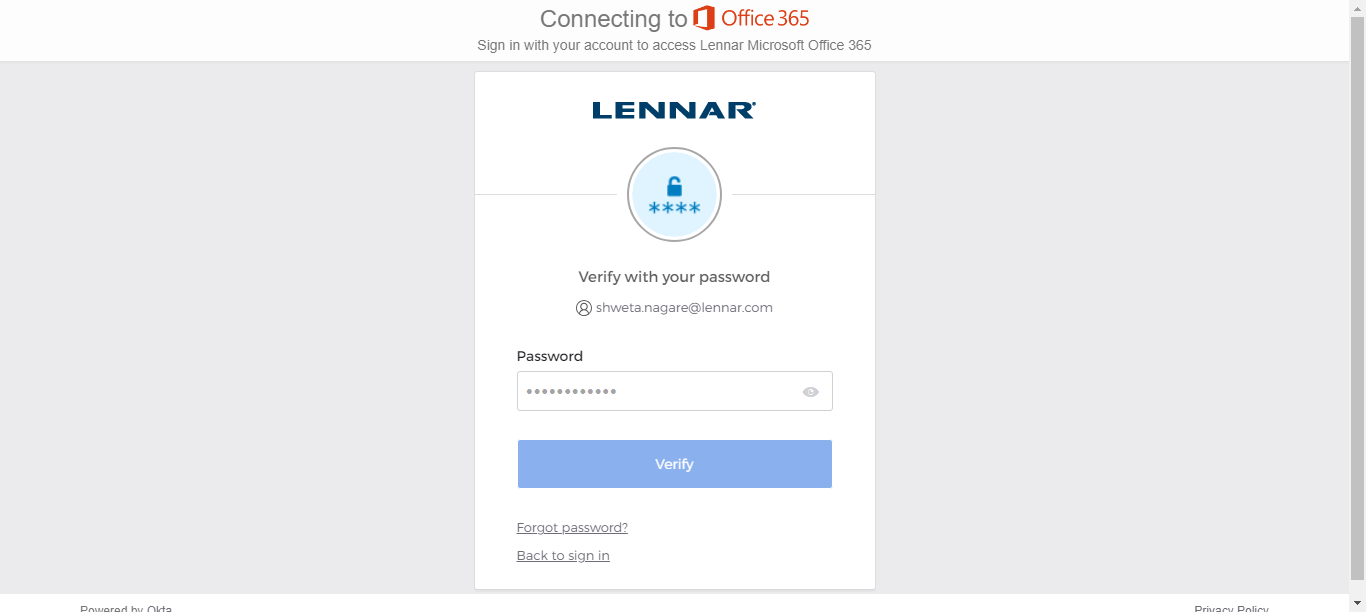 Connecting to Office 365
Sign in with your account to access Lennar Microsoft Office 365
LENNAR
****
Verify with your password
shweta.nagare@lennar.com
Password
••••••••••••
Verify
Forgot password?
Back to sign in
Powered by Okta
Privacy Policy